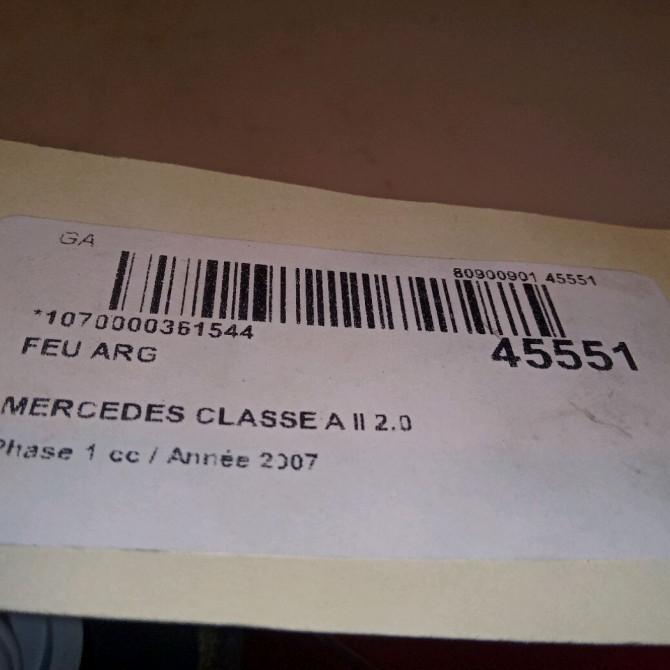 GA
80900901 45551
*1070000361544
45551
FEU ARG
MERCEDES CLASSE A II 2.0
Phase 1 cc / Année 2007